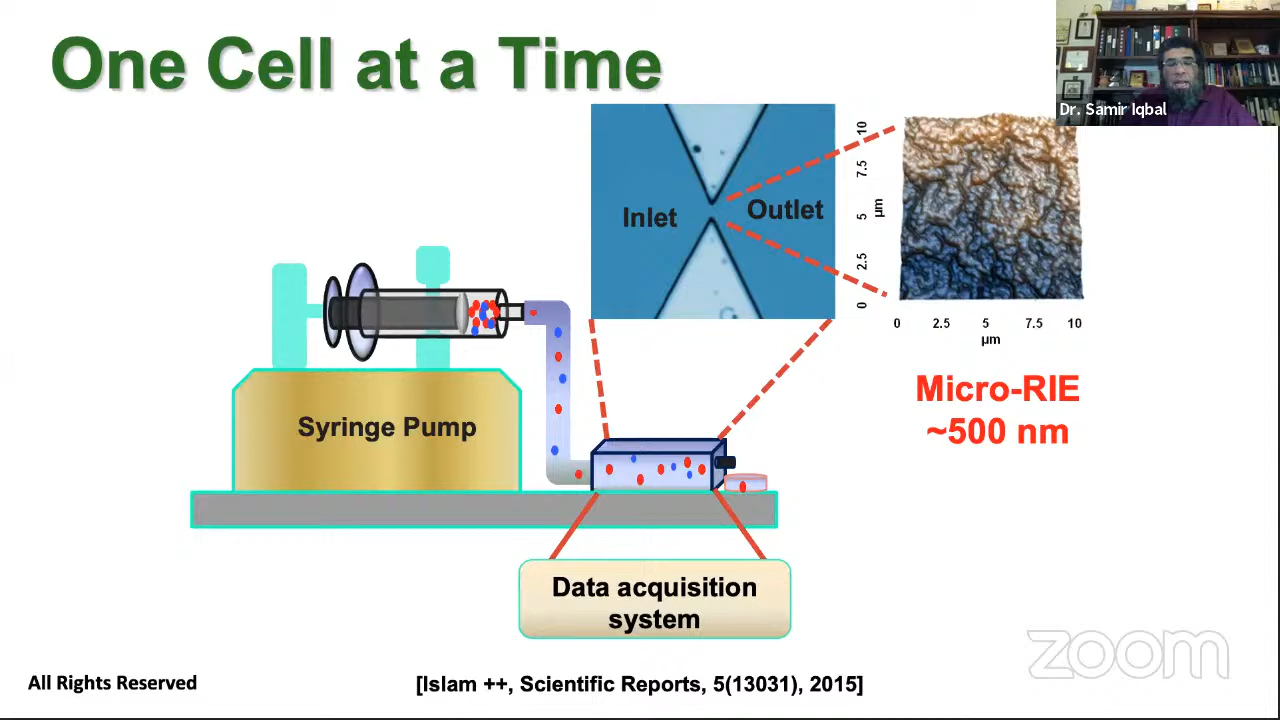 One Cell at a Time
Dr. Samir Iqbal
Inlet
Outlet
10
7.5
5
µm
2.5
0
0
2.5
5
7.5
10
µm
Micro-RIE
~500 nm
Syringe Pump
Data acquisition
system
zoom
All Rights Reserved
[Islam ++, Scientific Reports, 5(13031), 2015]